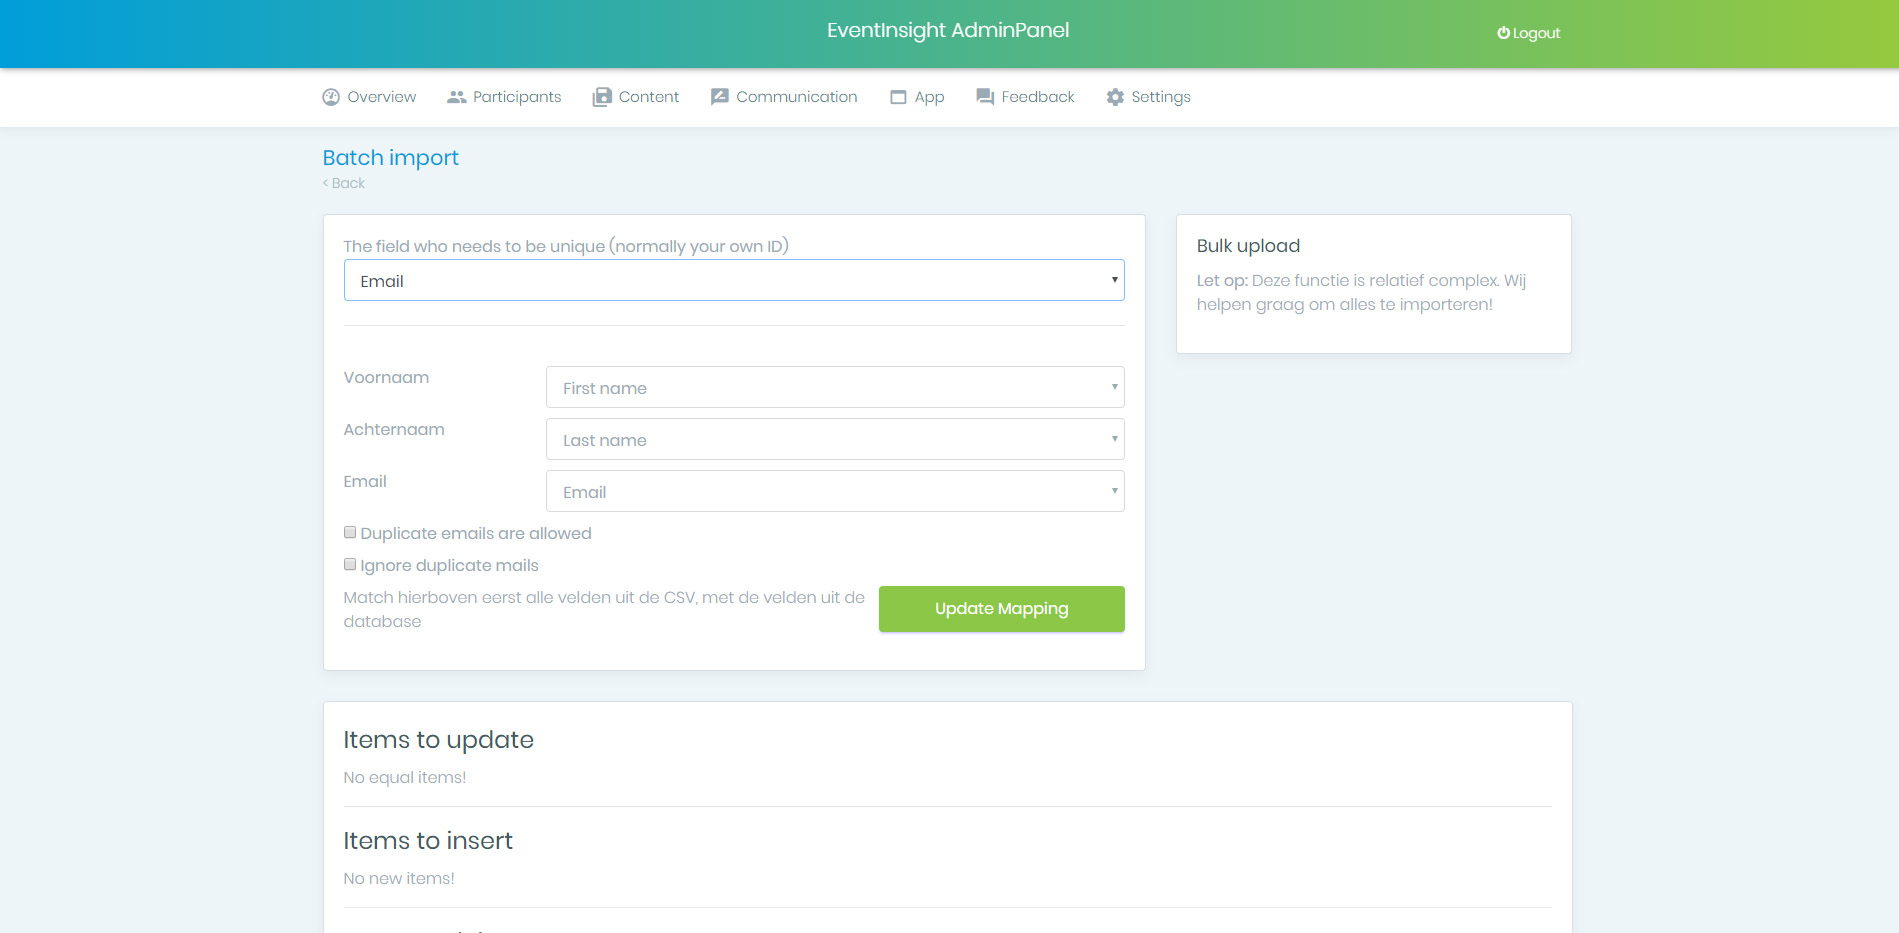 EventInsight AdminPanel
Logout
Overview
Participants
Content
Communication
App
Feedback
Settings
Batch import
< Back
The field who needs to be unique (normally your own ID)
Email
Voornaam
First name
Achternaam
Last name
Email
Email
Duplicate emails are allowed
Ignore duplicate mails
Match hierboven eerst alle velden uit de CSV, met de velden uit de
database
Update Mapping
Bulk upload
Let op: Deze functie is relatief complex. Wij
helpen graag om alles te importeren!
Items to update
No equal items!
Items to insert
No new items!